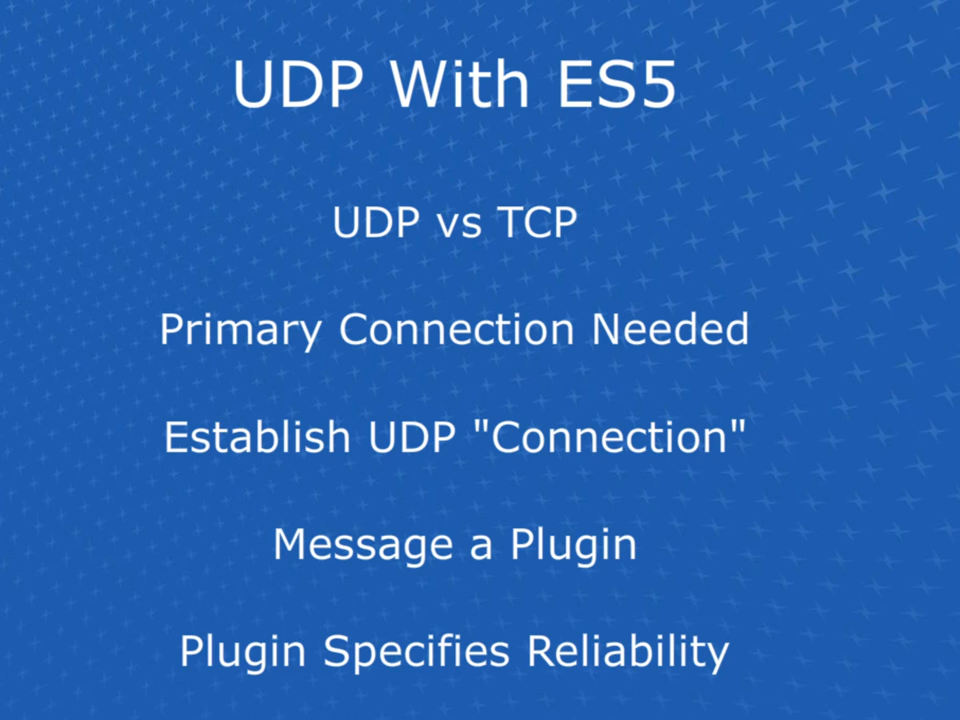 UDP With ES5
UDP vs TCP
Primary Connection Needed
Establish UDP "Connection"
Message a Plugin
Plugin Specifies Reliability